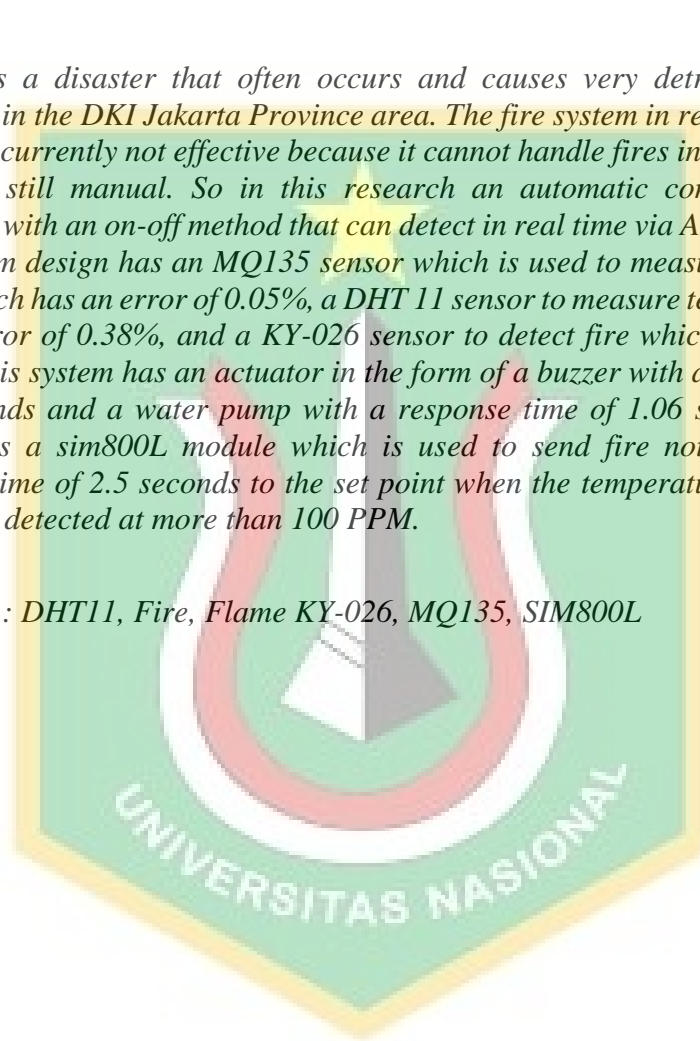 s a disaster that often occurs and causes very detr
in the DKI Jakarta Province area. The fire system in re
currently not effective because it cannot handle fires in
still manual. So in this research an automatic con
with an on-off method that can detect in real time via A
m design has an MQ135 sensor which is used to measu
ch has an error of 0.05%, a DHT 11 sensor to measure te
ror of 0.38%, and a KY-026 sensor to detect fire whic
is system has an actuator in the form of a buzzer with a
nds and a water pump with a response time of 1.06 s
s a sim800L module which is used to send fire not
ime of 2.5 seconds to the set point when the temperatu
detected at more than 100 PPM.
: DHT11, Fire, Flame KY-026, MQ135, SIM800L
UNIVERSITAS NASIONAL